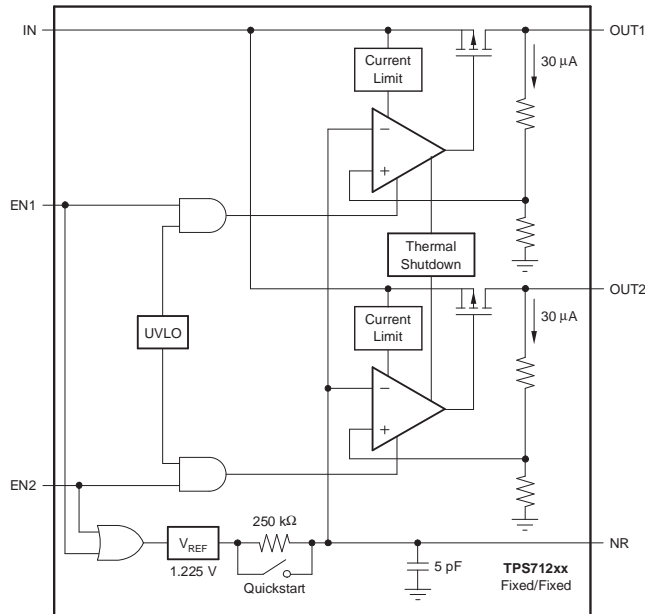 IN
OUT1
Current
Limit
30 μA
−
+
EN1
Thermal
Shutdown
OUT2
UVLO
Current
Limit
30 μA
−
+
EN2
250 kΩ
VREF
1.225 V
Quickstart
NR
5 pF
TPS712xx
Fixed/Fixed